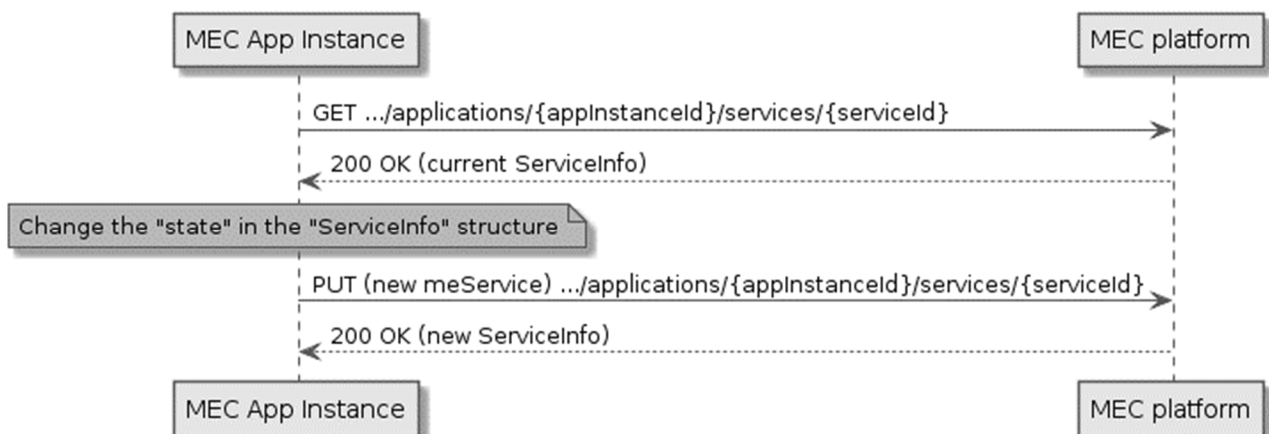 MEC App Instance
MEC platform
GET .../applications/{appInstanceId}/services/{serviceId}
200 OK (current ServiceInfo)
Change the "state" in the "ServiceInfo" structure
PUT (new meService) .../applications/{appInstanceId}/services/{serviceId}
200 OK (new ServiceInfo)
MEC App Instance
MEC platform